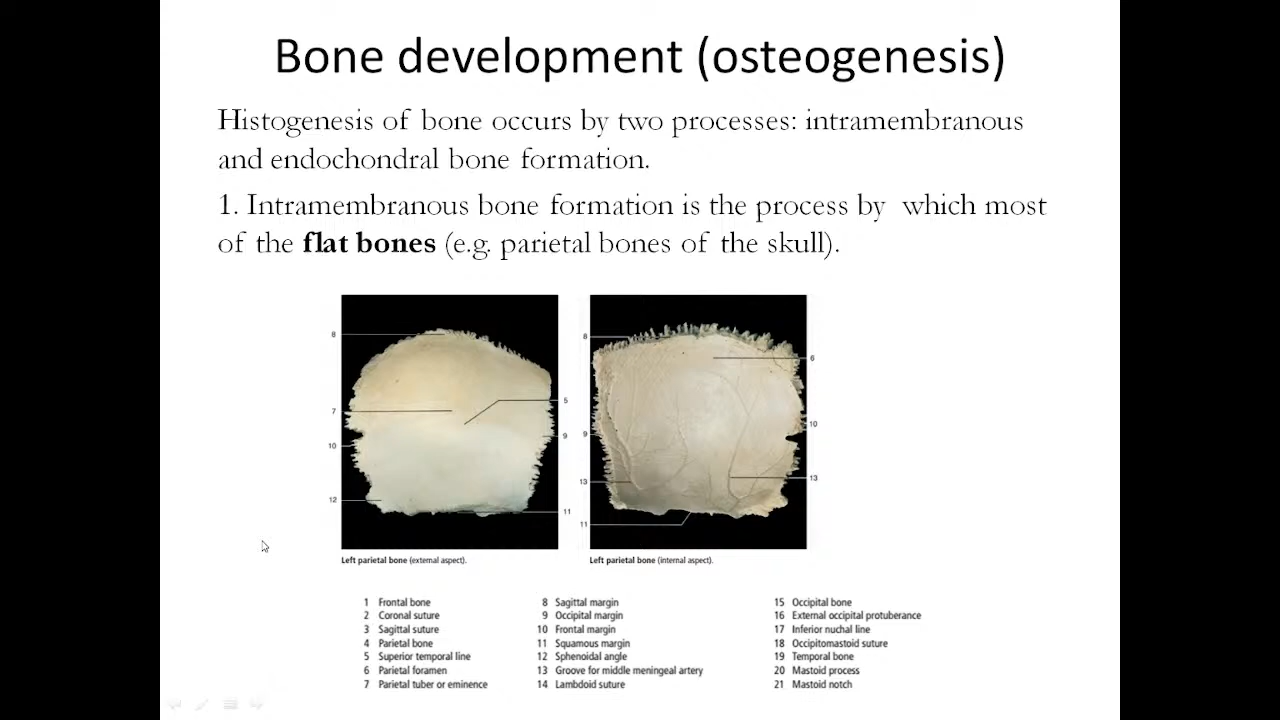 Bone development (osteogenesis)
Histogenesis of bone occurs by two processes: intramembranous
and endochondral bone formation.
1. Intramembranous bone formation is the process by which most
of the flat bones (e.g. parietal bones of the skull).
8
7
10
12
5
9
11
8
9
13
11
6
10
13
Left parietal bone (external aspect).
Left parietal bone (internal aspect).
1 Frontal bone
2 Coronal suture
3 Sagittal suture
4 Parietal bone
5 Superior temporal line
6 Parietal foramen
7 Parietal tuber or eminence
8 Sagittal margin
9 Occipital margin
10 Frontal margin
11 Squamous margin
12 Sphenoidal angle
13 Groove for middle meningeal artery
14 Lambdoid suture
15 Occipital bone
16 External occipital protuberance
17 Inferior nuchal line
18 Occipitomastoid suture
19 Temporal bone
20 Mastoid process
21 Mastoid notch